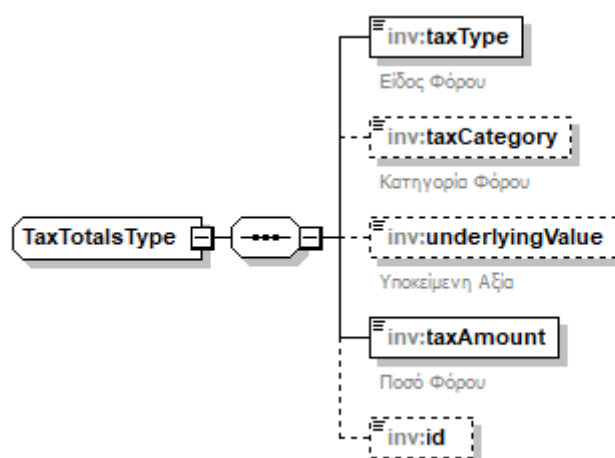 inv:taxType
Είδος Φόρου
inv:taxCategory
Κατηγορία Φόρου
TaxTotalsType
inv:underlyingValue
Υποκείμενη Αξία
inv:taxAmount
Ποσό Φόρου
inv:id